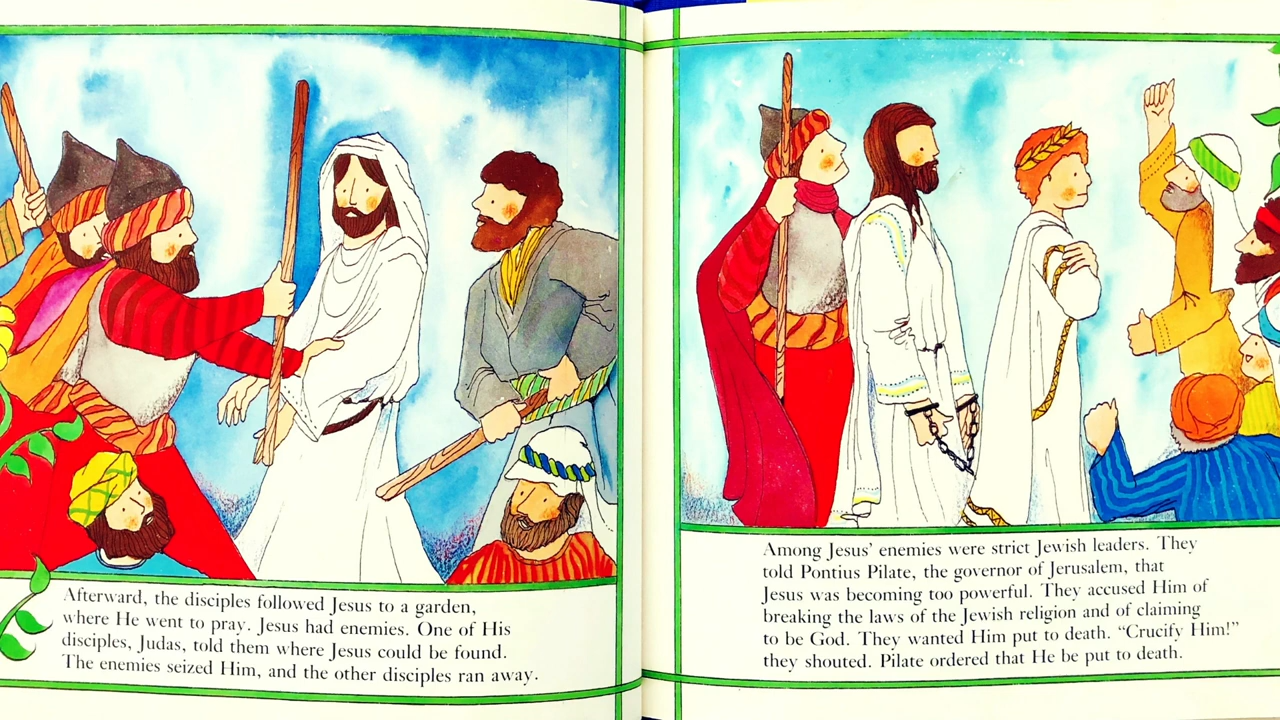 Afterward, the disciples followed Jesus to a garden,
where He went to pray. Jesus had enemies. One of His
disciples, Judas, told them where Jesus could be found.
The enemies seized Him, and the other disciples ran away.
Among Jesus’ enemies were strict Jewish leaders. They
told Pontius Pilate, the governor of Jerusalem, that
Jesus was becoming too powerful. They accused Him of
breaking the laws of the Jewish religion and of claiming
to be God. They wanted Him put to death. “Crucify Him!”
they shouted. Pilate ordered that He be put to death.